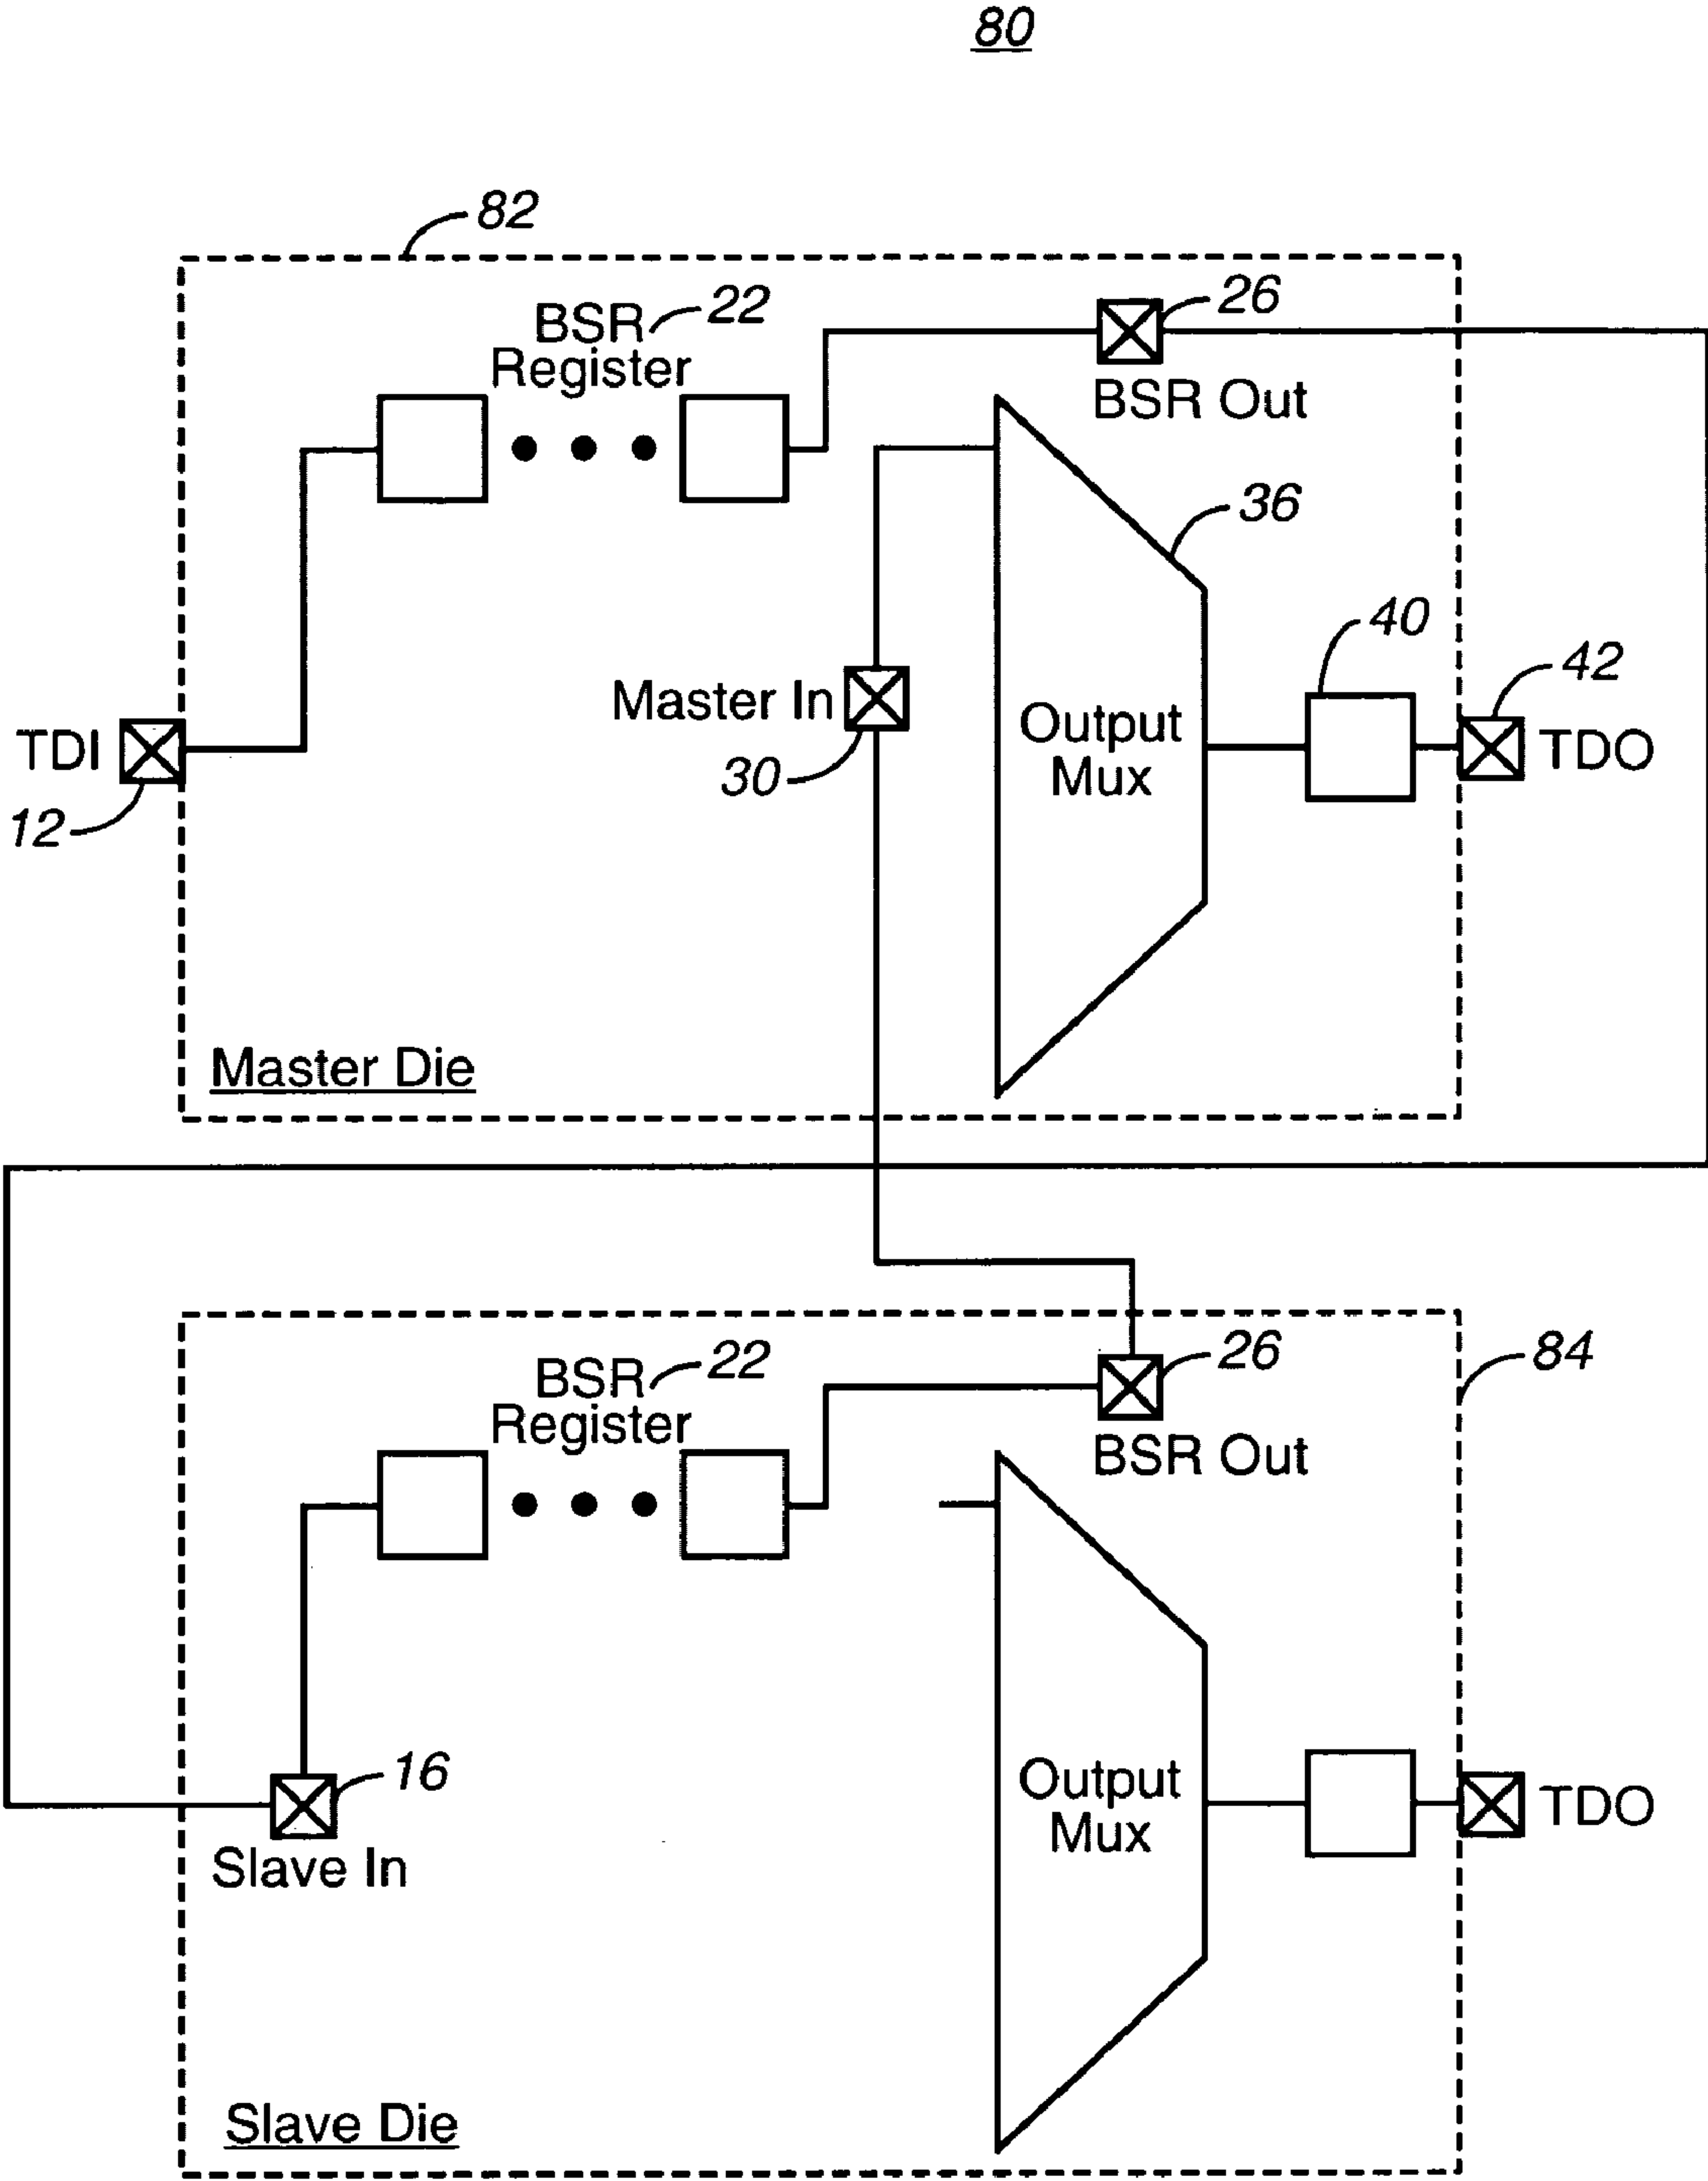 80
82
BSR 22
Register
26
BSR Out
36
40
42
Master In
30
Output
Mux
TDI
TDO
12
Master Die
BSR 22
Register
26
84
BSR Out
16
Slave In
Output
Mux
TDO
Slave Die